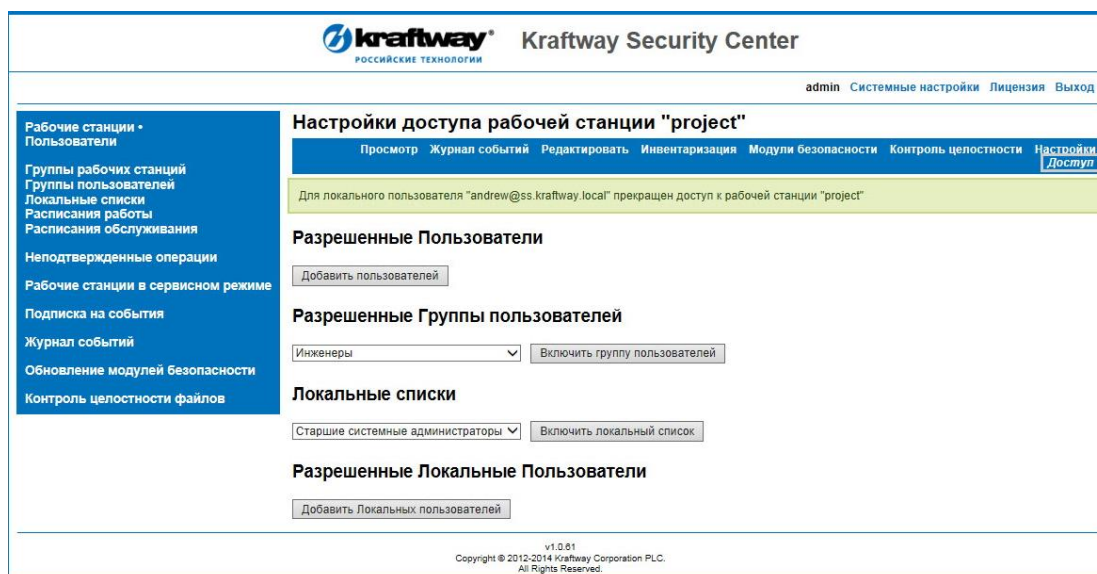 kraftway®
РОССИЙСКИЕ ТЕХНОЛОГИИ
Kraftway Security Center
admin Системные настройки Лицензия Выход
Рабочие станции •
Пользователи
Группы рабочих станций
Группы пользователей
Локальные списки
Расписания работы
Расписания обслуживания
Неподтвержденные операции
Рабочие станции в сервисном режиме
Подписка на события
Журнал событий
Обновление модулей безопасности
Контроль целостности файлов
Настройки доступа рабочей станции "project"
Просмотр Журнал событий Редактировать Инвентаризация Модули безопасности Контроль целостности Настройки
Доступ
Для локального пользователя "andrew@ss.kraftway.local" прекращен доступ к рабочей станции "project"
Разрешенные Пользователи
Добавить пользователей
Разрешенные Группы пользователей
Инженеры Включить группу пользователей
Локальные списки
Старшие системные администраторы Включить локальный список
Разрешенные Локальные Пользователи
Добавить Локальных пользователей
v1.0.61
Copyright © 2012-2014 Kraftway Corporation PLC.
All Rights Reserved.